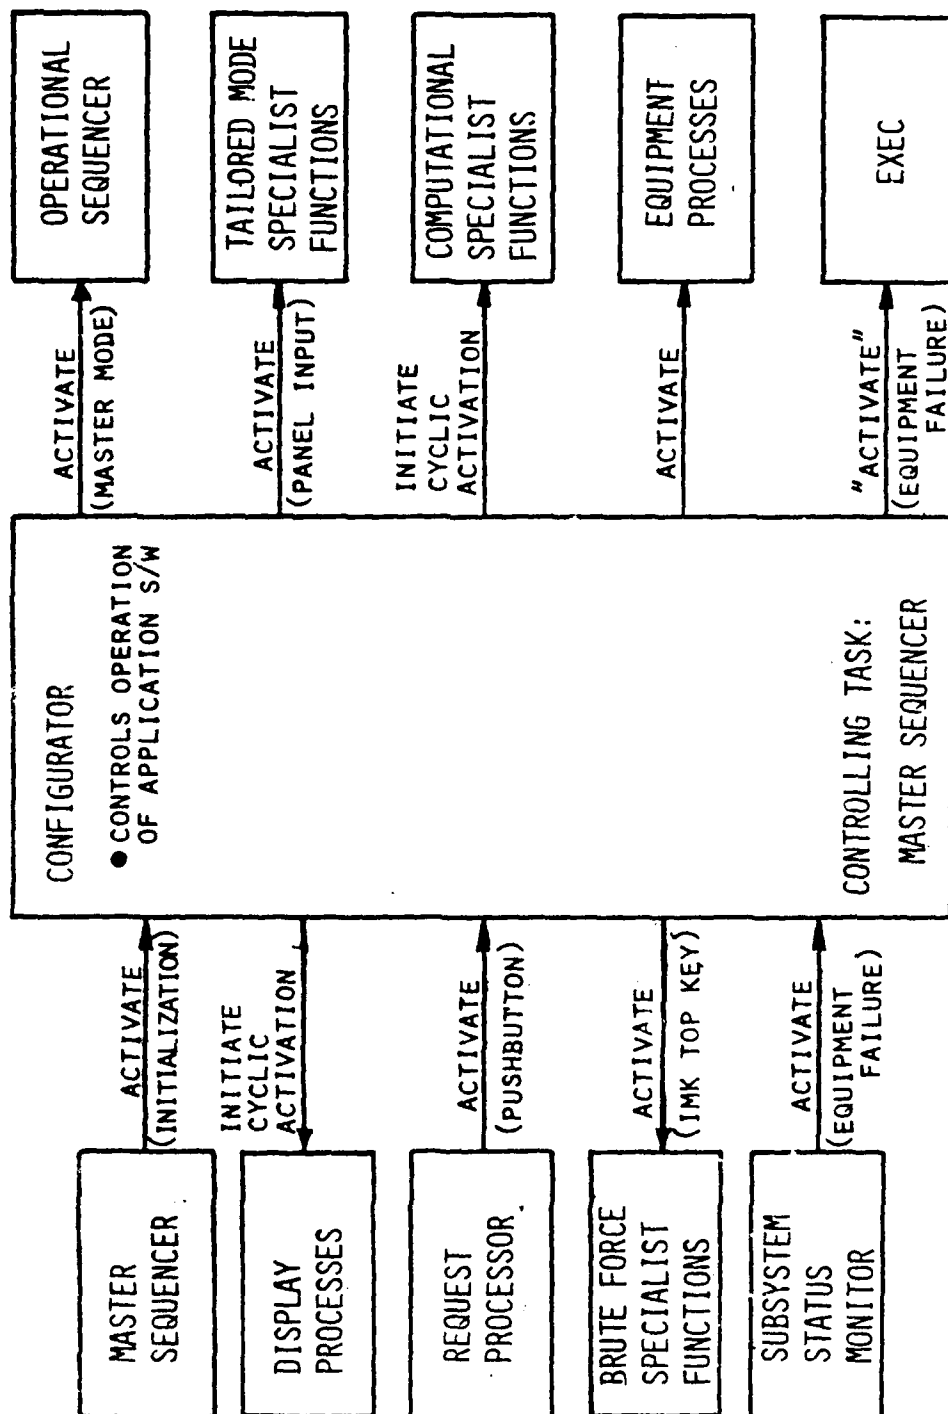 MASTER
SEQUENCER
DISPLAY
PROCESSES
REQUEST
PROCESSOR
BRUTE FORCE
SPECIALIST
FUNCTIONS
SUBSYSTEM
STATUS
MONITOR
ACTIVATE
(INITIALIZATION)
INITIATE
CYCLIC
ACTIVATION
ACTIVATE
(PUSHBUTTON)
ACTIVATE
(IMK TOP KEY)
ACTIVATE
(EQUIPMENT
FAILURE)
CONFIGURATOR
● CONTROLS OPERATION
OF APPLICATION S/W
CONTROLLING TASK:
MASTER SEQUENCER
ACTIVATE
(MASTER MODE)
ACTIVATE
(PANEL INPUT)
INITIATE
CYCLIC
ACTIVATION
ACTIVATE
"ACTIVATE"
(EQUIPMENT
FAILURE)
OPERATIONAL
SEQUENCER
TAILORED MODE
SPECIALIST
FUNCTIONS
COMPUTATIONAL
SPECIALIST
FUNCTIONS
EQUIPMENT
PROCESSES
EXEC